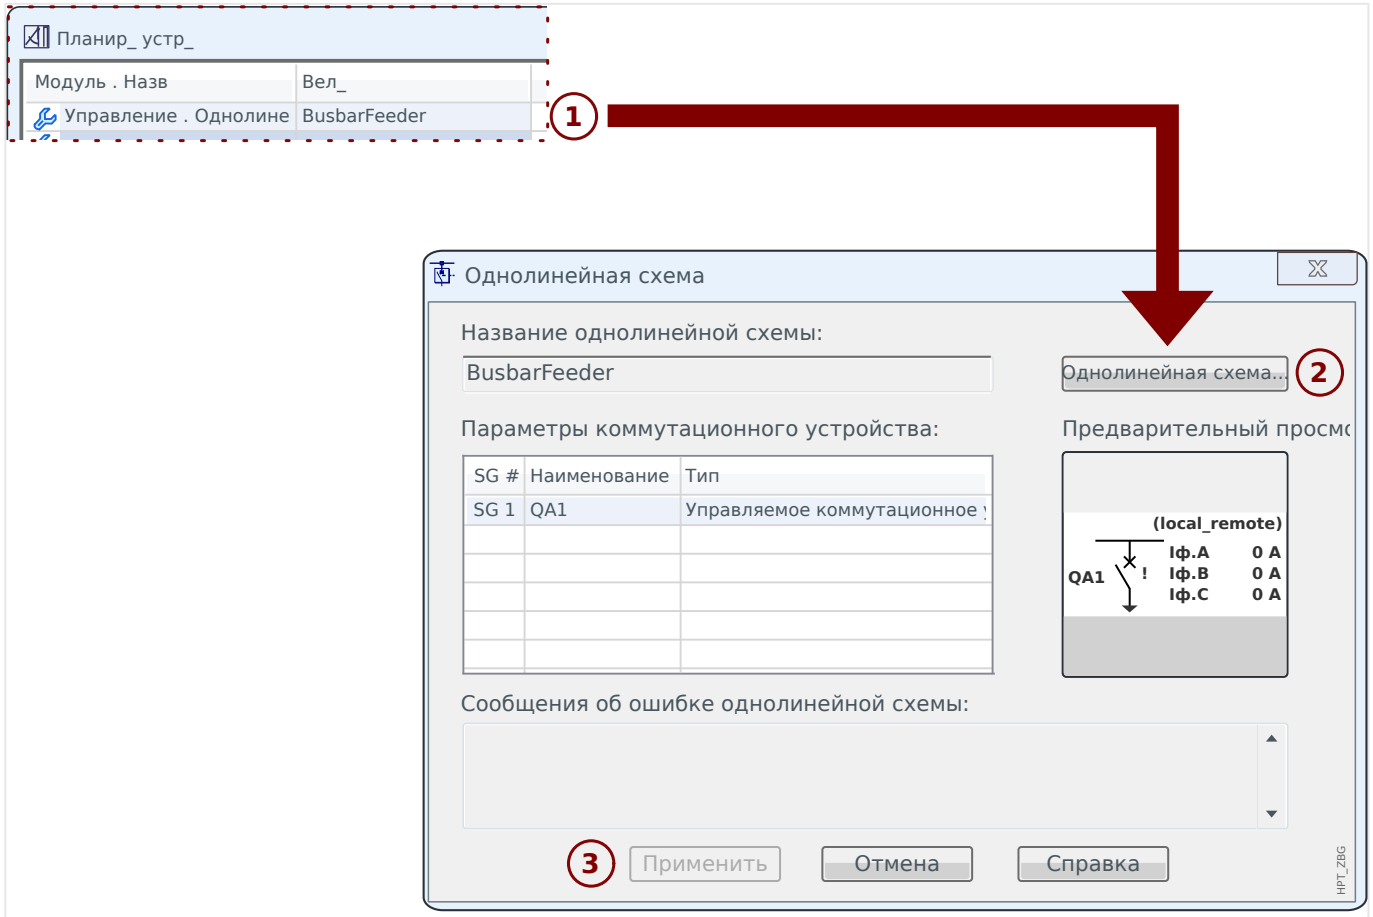 Планир_ устр_
Модуль . Назв Вел_
Управление . Однолине BusbarFeeder
1
Однолинейная схема
X
Название однолинейной схемы:
BusbarFeeder
Однолинейная схема...
2
Параметры коммутационного устройства:
Предварительный просмо
SG # Наименование Тип
SG 1 QA1 Управляемое коммутационное
(local_remote)
QA1 !
Iф.A 0 A
Iф.B 0 A
Iф.C 0 A
Сообщения об ошибке однолинейной схемы:
3
Применить Отмена Справка
HPT_ZBG